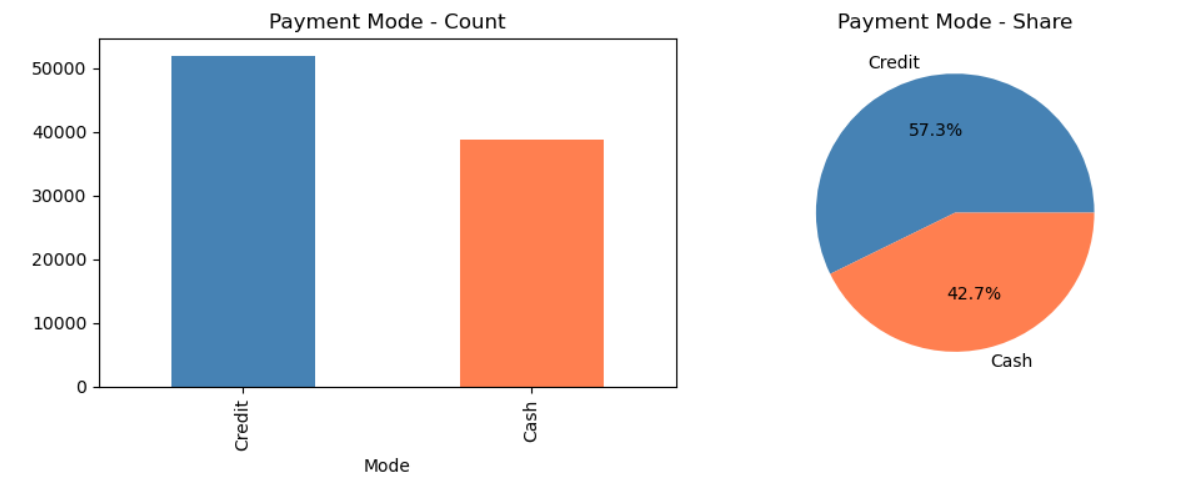 Payment Mode - Count
50000
40000
30000
20000
10000
0
Credit
Cash
Mode
Payment Mode - Share
Credit
57.3%
42.7%
Cash